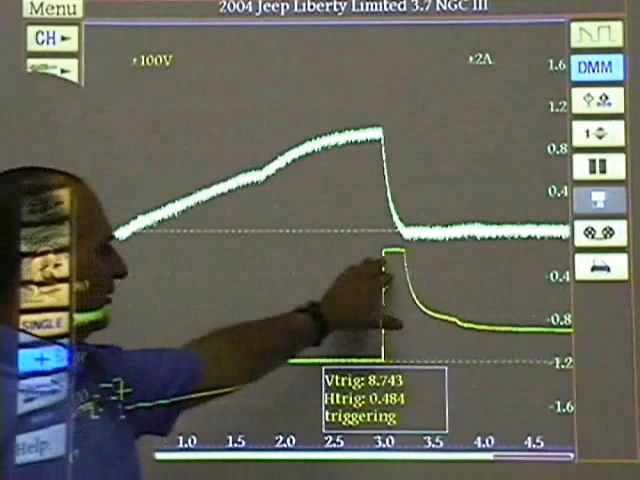 Menu
2004 Jeep Liberty Limited 3.7 NGC III
CH
±100V
±2A
1.6
DMM
1.2
0.8
1
0.4
-0.4
SINGLE
-0.8
+
-1.2
Vtrig: 8.743
Htrig: 0.484
triggering
-1.6
Help
1.0 1.5 2.0 2.5 3.0 3.5 4.0 4.5